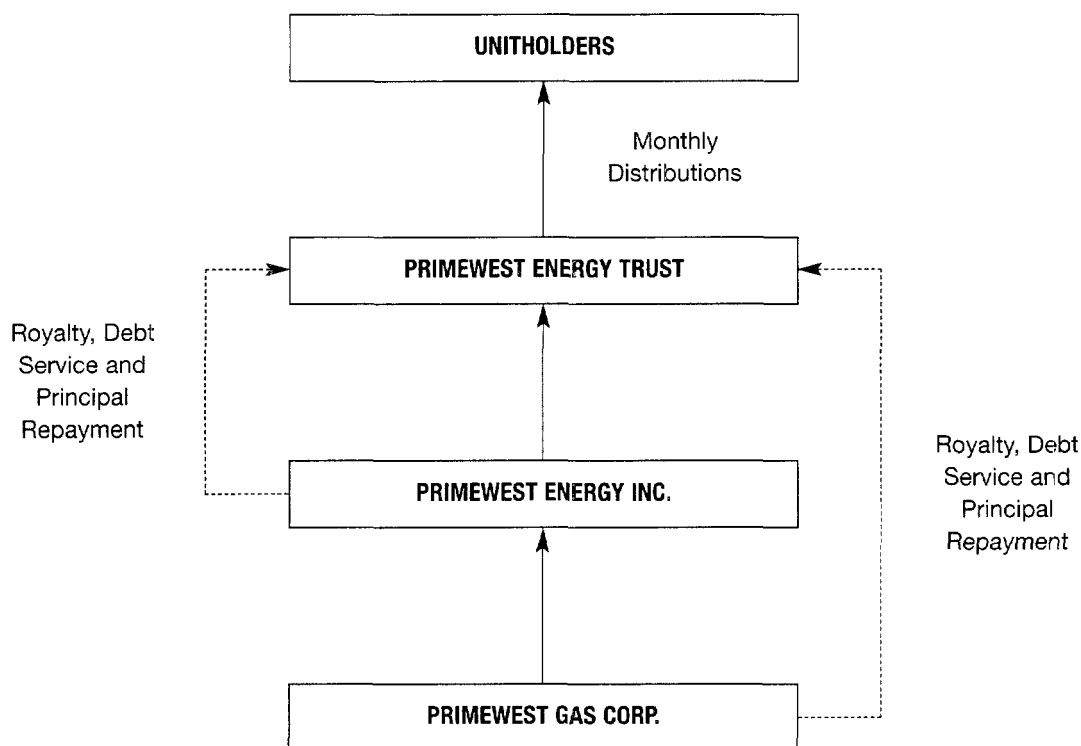 UNITHOLDERS
Monthly
Distributions
PRIMEWEST ENERGY TRUST
Royalty, Debt
Service and
Principal
Repayment
PRIMEWEST ENERGY INC.
Royalty, Debt
Service and
Principal
Repayment
PRIMEWEST GAS CORP.